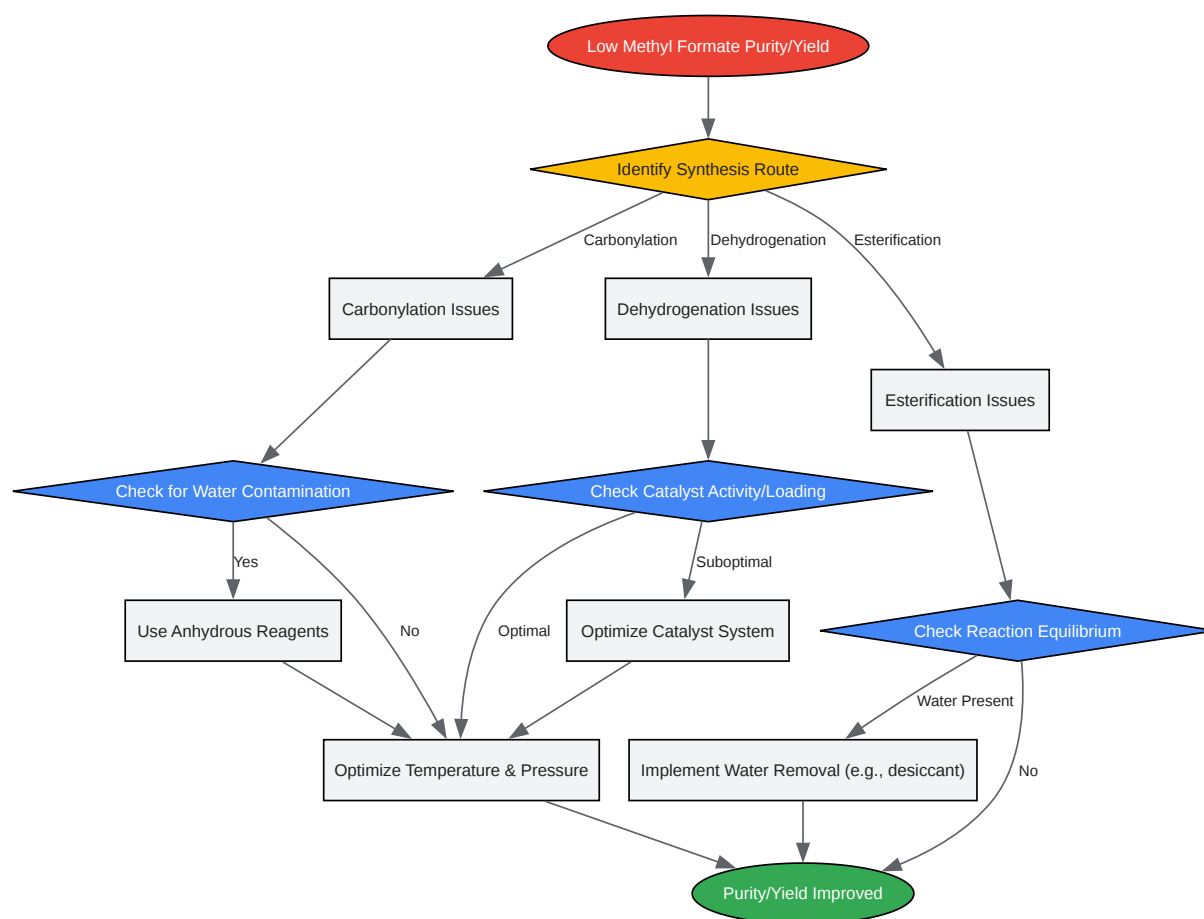 Low Methyl Formate Purity/Yield
Identify Synthesis Route
Carbonylation
Dehydrogenation
Esterification
Carbonylation Issues
Dehydrogenation Issues
Esterification Issues
Check for Water Contamination
Check Catalyst Activity/Loading
Yes
Suboptimal
Use Anhydrous Reagents
No
Optimal
Optimize Catalyst System
Check Reaction Equilibrium
Water Present
Optimize Temperature & Pressure
Implement Water Removal (e.g., desiccant)
No
Purity/Yield Improved